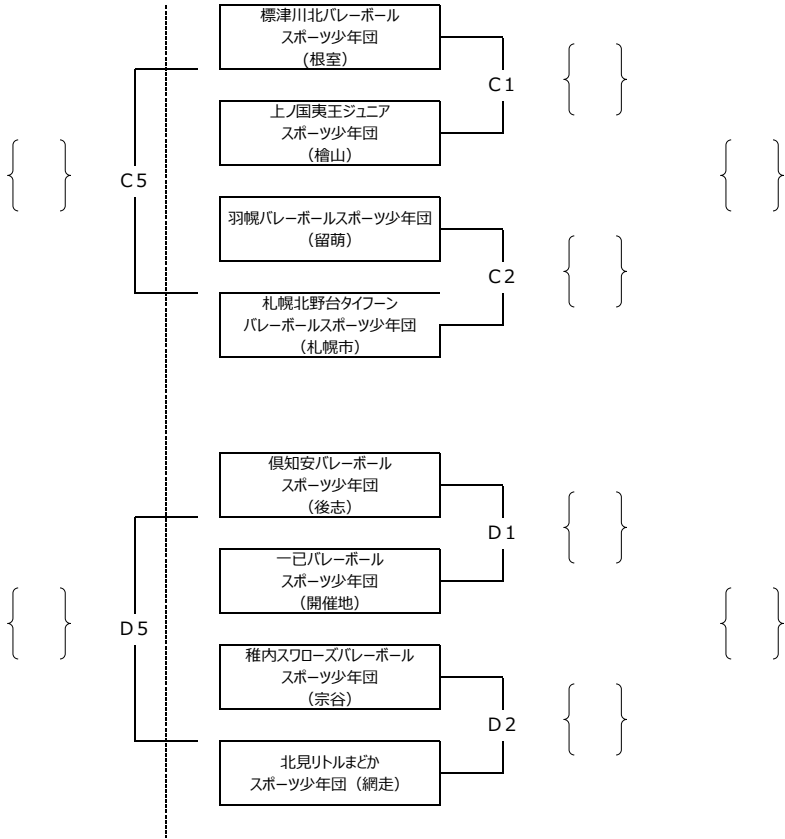 標津川北バレーボール
スポーツ少年団
(根室)
C1
上ノ国夷王ジュニア
スポーツ少年団
（檜山）
C5
羽幌バレーボールスポーツ少年団
（留萌）
C2
札幌北野台タイフーン
バレーボールスポーツ少年団
（札幌市）
倶知安バレーボール
スポーツ少年団
（後志）
D1
一已バレーボール
スポーツ少年団
（開催地）
D5
稚内スワローズバレーボール
スポーツ少年団
（宗谷）
D2
北見リトルまどか
スポーツ少年団（網走）